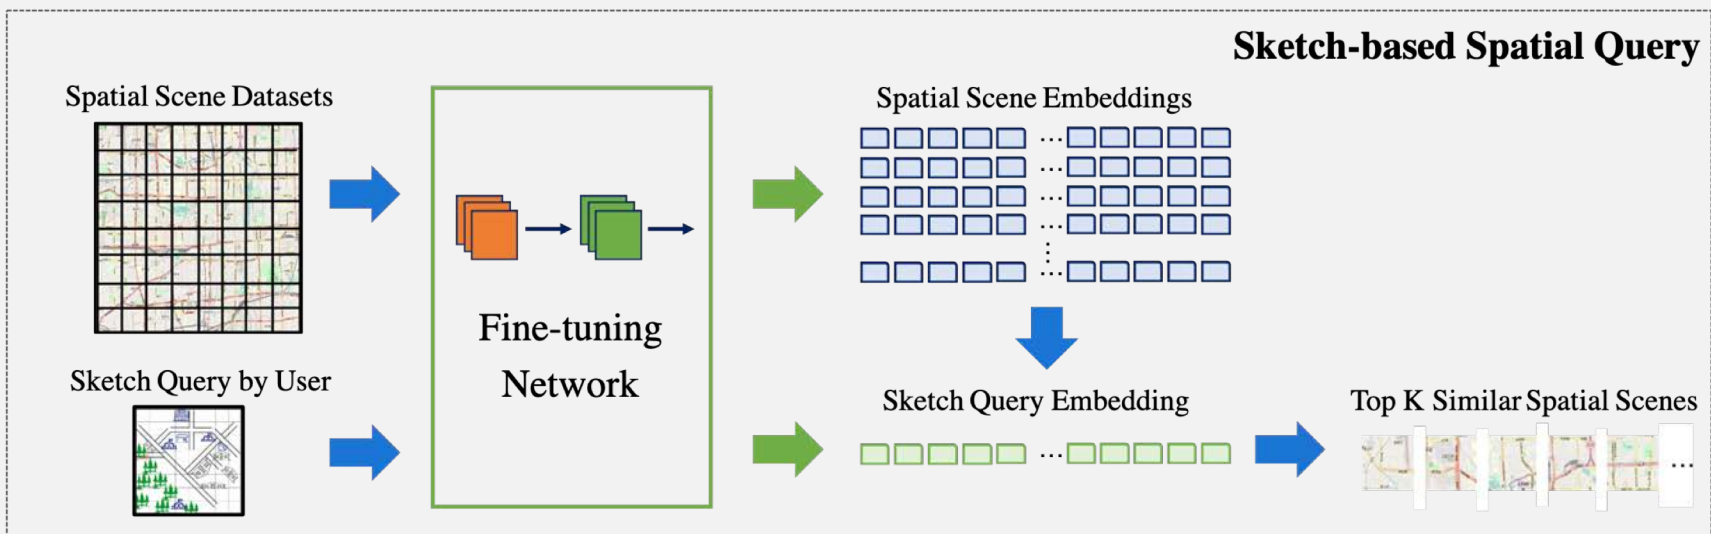 Sketch-based Spatial Query
Spatial Scene Datasets
Spatial Scene Embeddings
...
...
...
...
...
Fine-tuning
Network
Sketch Query by User
Sketch Query Embedding
Top K Similar Spatial Scenes
...
...